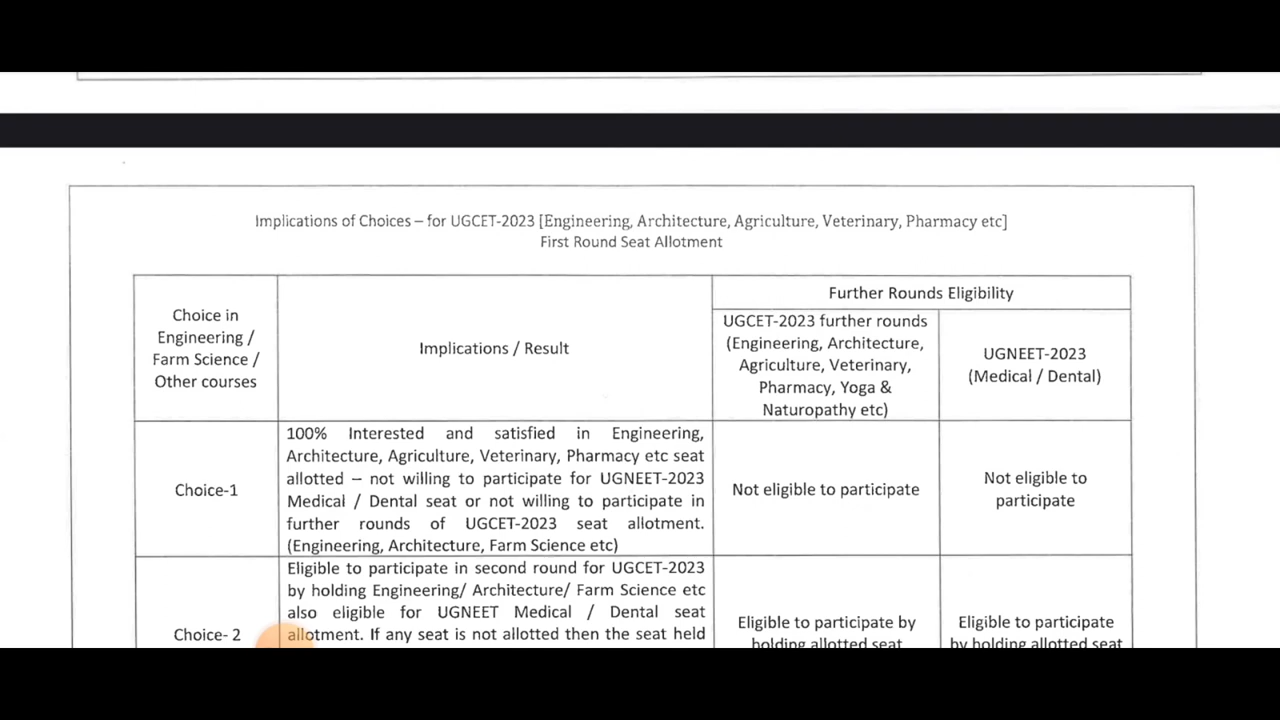 Implications of Choices – for UGCET-2023 [Engineering, Architecture, Agriculture, Veterinary, Pharmacy etc]
First Round Seat Allotment
Choice in
Engineering /
Farm Science /
Other courses
Implications / Result
Further Rounds Eligibility
UGCET-2023 further rounds
(Engineering, Architecture,
Agriculture, Veterinary,
Pharmacy, Yoga &
Naturopathy etc)
UGNEET-2023
(Medical / Dental)
Choice-1
100% Interested and satisfied in Engineering,
Architecture, Agriculture, Veterinary, Pharmacy etc seat
allotted – not willing to participate for UGNEET-2023
Medical / Dental seat or not willing to participate in
further rounds of UGCET-2023 seat allotment.
(Engineering, Architecture, Farm Science etc)
Not eligible to participate
Not eligible to
participate
Choice- 2
Eligible to participate in second round for UGCET-2023
by holding Engineering/ Architecture/ Farm Science etc
also eligible for UGNEET Medical / Dental seat
allotment. If any seat is not allotted then the seat held
Eligible to participate by
holding allotted seat
Eligible to participate
by holding allotted seat